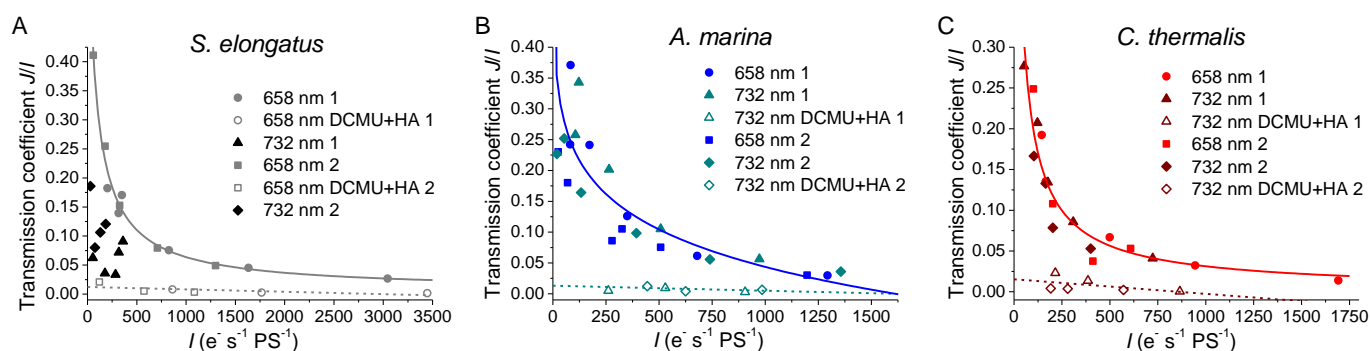 A
S. elongatus
Transmission coefficient J/I
0.40
0.35
0.30
0.25
0.20
0.15
0.10
0.05
0.00
658 nm 1
658 nm DCMU+HA 1
732 nm 1
658 nm 2
658 nm DCMU+HA 2
732 nm 2
0 500 1000 1500 2000 2500 3000 3500
I (e⁻ s⁻¹ PS⁻¹)
B
A. marina
Transmission coefficient J/I
0.40
0.35
0.30
0.25
0.20
0.15
0.10
0.05
0.00
658 nm 1
732 nm 1
732 nm DCMU+HA 1
658 nm 2
732 nm 2
732 nm DCMU+HA 2
0 250 500 750 1000 1250 1500
I (e⁻ s⁻¹ PS⁻¹)
C
C. thermalis
Transmission coefficient J/I
0.30
0.25
0.20
0.15
0.10
0.05
0.00
658 nm 1
732 nm 1
732 nm DCMU+HA 1
658 nm 2
732 nm 2
732 nm DCMU+HA 2
0 250 500 750 1000 1250 1500 1750
I (e⁻ s⁻¹ PS⁻¹)